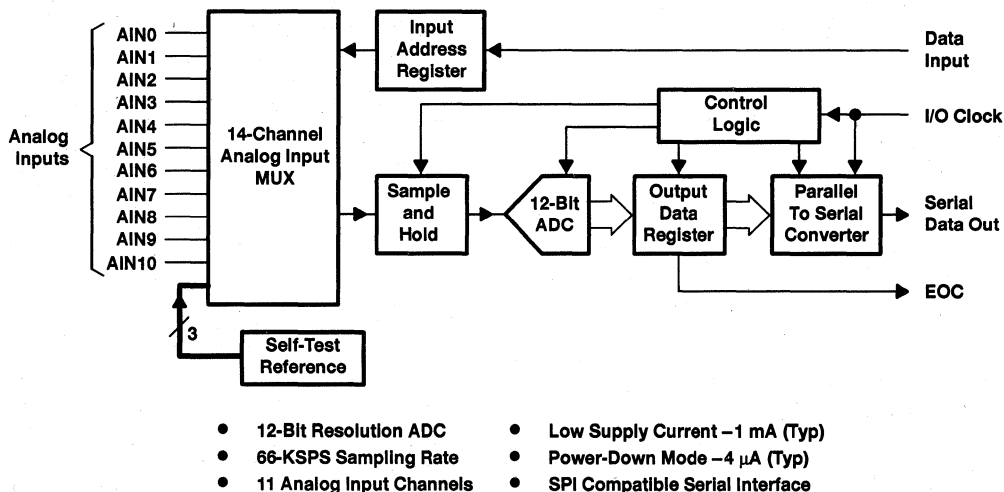 AIN0
AIN1
AIN2
AIN3
AIN4
AIN5
AIN6
AIN7
AIN8
AIN9
AIN10
Analog
Inputs
14-Channel
Analog Input
MUX
3
Self-Test
Reference
Input
Address
Register
Data
Input
Control
Logic
I/O Clock
Sample
and
Hold
12-Bit
ADC
Output
Data
Register
Parallel
To Serial
Converter
Serial
Data Out
EOC
● 12-Bit Resolution ADC
● 66-KSPS Sampling Rate
● 11 Analog Input Channels
● Low Supply Current –1 mA (Typ)
● Power-Down Mode –4 μA (Typ)
● SPI Compatible Serial Interface